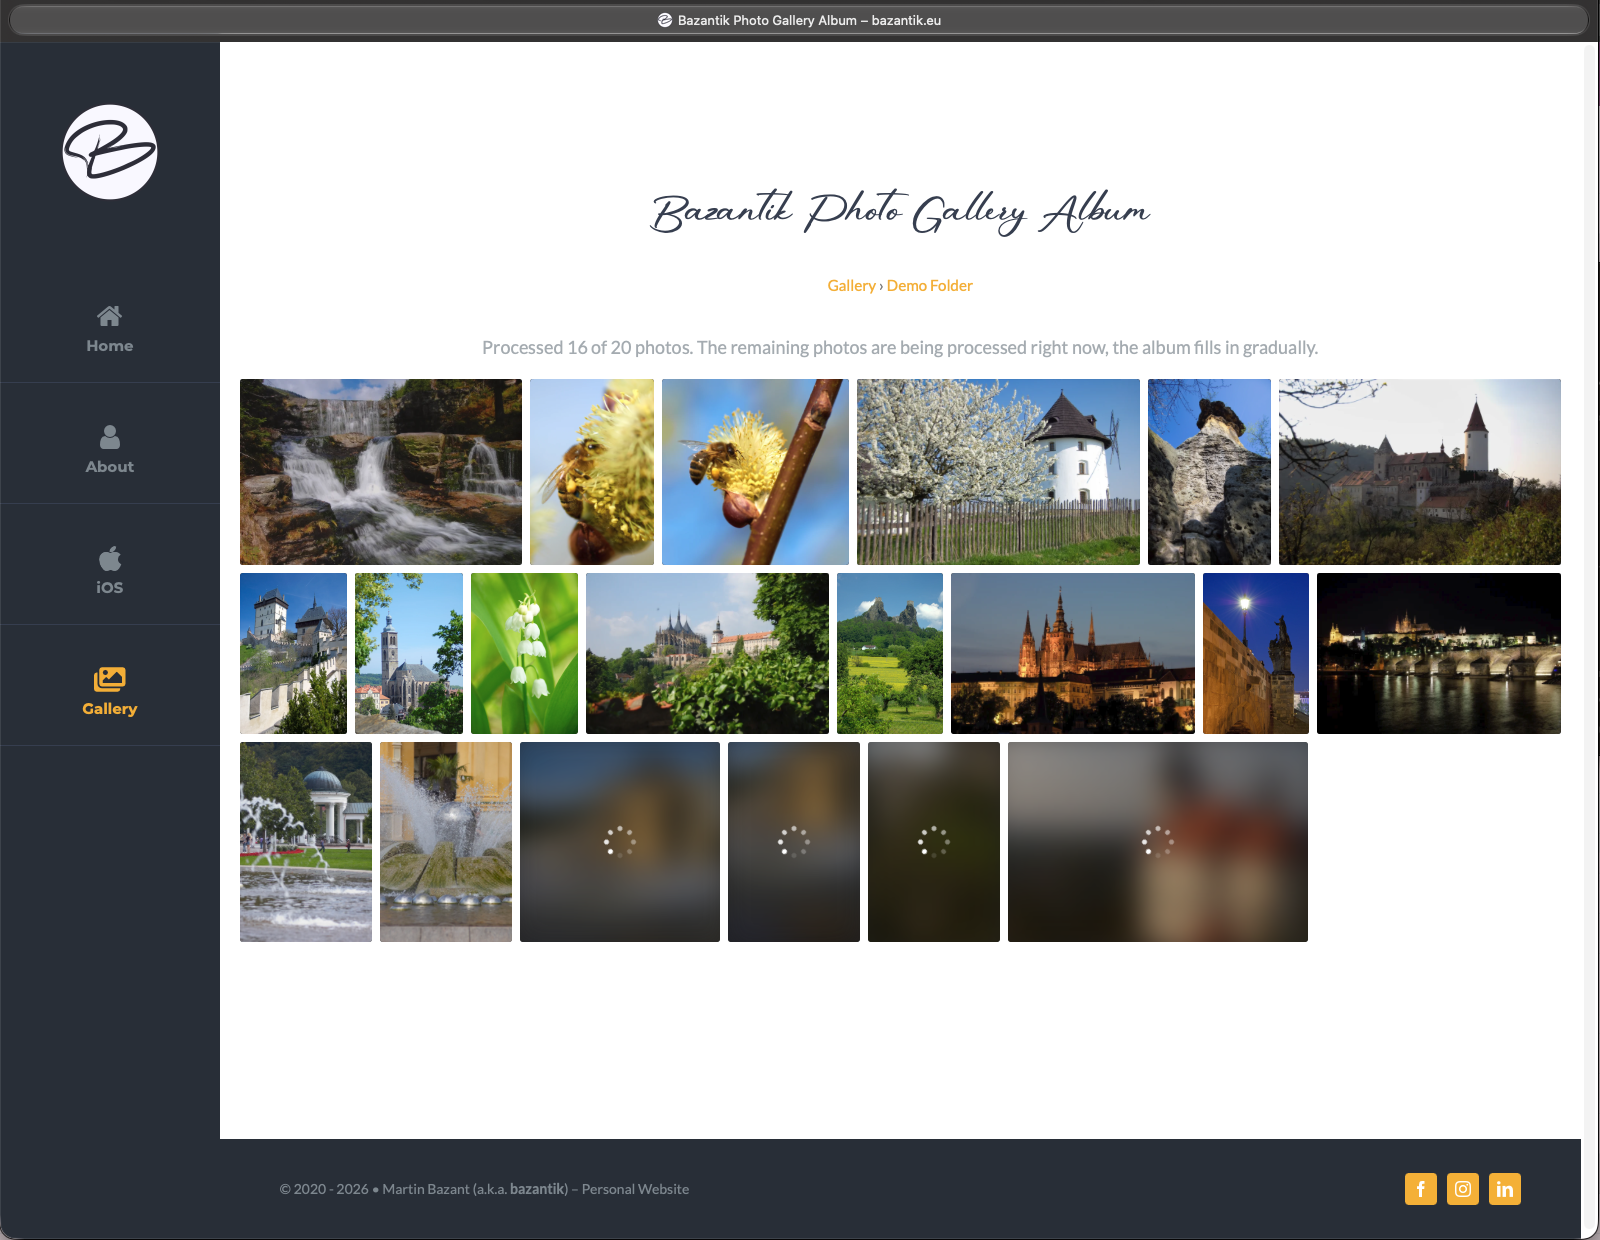 Bazantik Photo Gallery Album – bazantik.eu
B
Home
About
iOS
Gallery
Bazantik Photo Gallery Album
Gallery › Demo Folder
Processed 16 of 20 photos. The remaining photos are being processed right now, the album fills in gradually.
© 2020 - 2026 • Martin Bazant (a.k.a. bazantik) – Personal Website